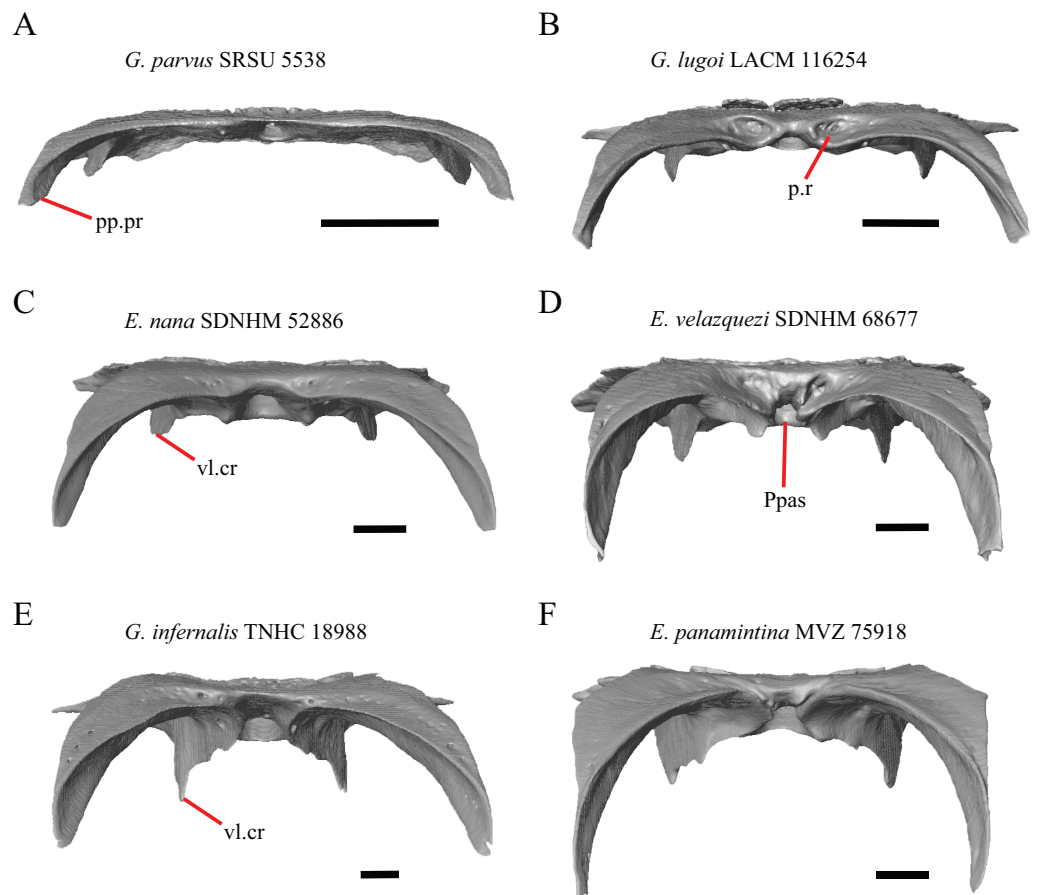 A
G. parvus SRSU 5538
pp.pr
B
G. lugoi LACM 116254
p.r
C
E. nana SDNHM 52886
vl.cr
D
E. velazquezi SDNHM 68677
Ppas
E
G. infernalis TNHC 18988
vl.cr
F
E. panamintina MVZ 75918